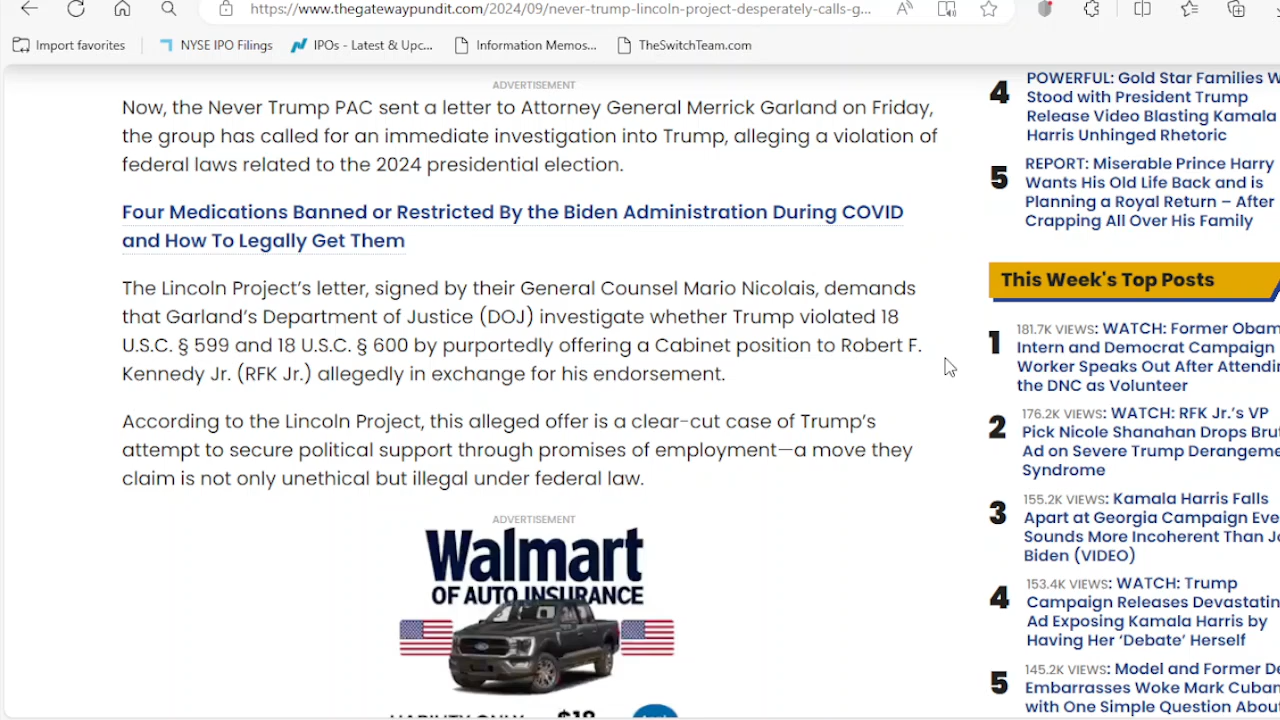 https://www.thegatewaypundit.com/2024/09/never-trump-lincoln-project-desperately-calls-g...
Import favorites
NYSE IPO Filings
IPOs - Latest & Upc...
Information Memos...
TheSwitchTeam.com
ADVERTISEMENT
Now, the Never Trump PAC sent a letter to Attorney General Merrick Garland on Friday,
the group has called for an immediate investigation into Trump, alleging a violation of
federal laws related to the 2024 presidential election.
Four Medications Banned or Restricted By the Biden Administration During COVID
and How To Legally Get Them
The Lincoln Project's letter, signed by their General Counsel Mario Nicolais, demands
that Garland's Department of Justice (DOJ) investigate whether Trump violated 18
U.S.C. § 599 and 18 U.S.C. § 600 by purportedly offering a Cabinet position to Robert F.
Kennedy Jr. (RFK Jr.) allegedly in exchange for his endorsement.
According to the Lincoln Project, this alleged offer is a clear-cut case of Trump's
attempt to secure political support through promises of employment—a move they
claim is not only unethical but illegal under federal law.
ADVERTISEMENT
Walmart
OF AUTO INSURANCE
4
POWERFUL: Gold Star Families W
Stood with President Trump
Release Video Blasting Kamala
Harris Unhinged Rhetoric
5
REPORT: Miserable Prince Harry
Wants His Old Life Back and is
Planning a Royal Return – After
Crapping All Over His Family
This Week's Top Posts
1
181.7K VIEWS: WATCH: Former Obam
Intern and Democrat Campaign
Worker Speaks Out After Attendin
the DNC as Volunteer
2
176.2K VIEWS: WATCH: RFK Jr.'s VP
Pick Nicole Shanahan Drops Brut
Ad on Severe Trump Derangeme
Syndrome
3
155.2K VIEWS: Kamala Harris Falls
Apart at Georgia Campaign Eve
Sounds More Incoherent Than Jo
Biden (VIDEO)
4
153.4K VIEWS: WATCH: Trump
Campaign Releases Devastatin
Ad Exposing Kamala Harris by
Having Her 'Debate' Herself
5
145.2K VIEWS: Model and Former De
Embarrasses Woke Mark Cuban
with One Simple Question About